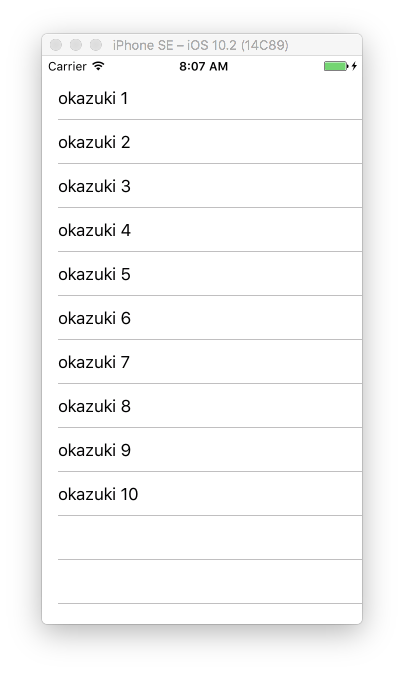 iPhone SE – iOS 10.2 (14C89)
Carrier 8:07 AM
okazuki 1
okazuki 2
okazuki 3
okazuki 4
okazuki 5
okazuki 6
okazuki 7
okazuki 8
okazuki 9
okazuki 10